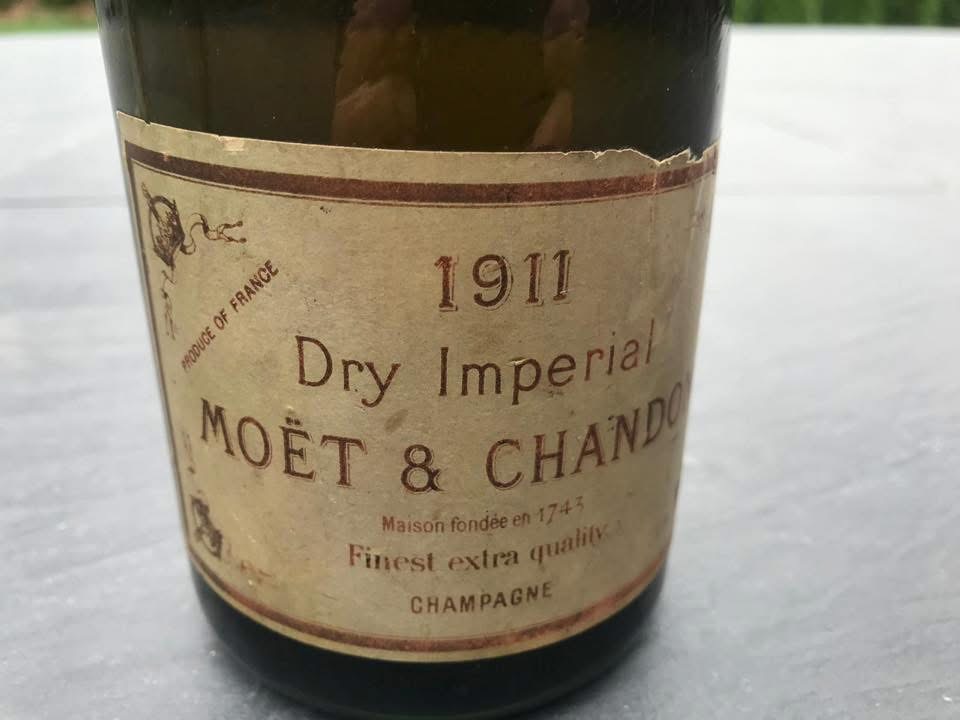 1911
PRODUCE OF FRANCE
Dry Imperial
MOËT & CHANDO
Maison fondée en 1743
Finest extra quality
CHAMPAGNE